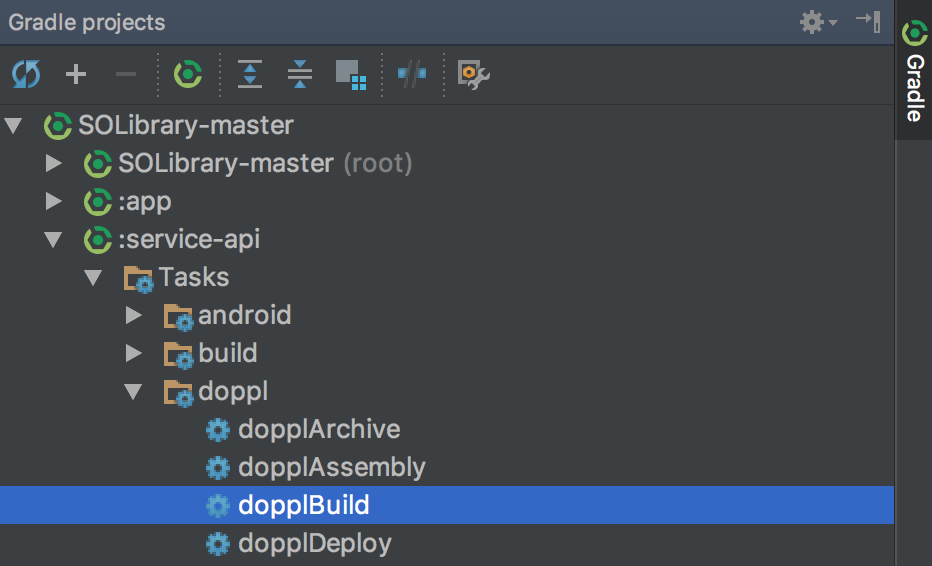 Gradle projects
Gradle
SOLibrary-master
SOLibrary-master (root)
:app
:service-api
Tasks
android
build
doppl
dopplArchive
dopplAssembly
dopplBuild
dopplDeploy